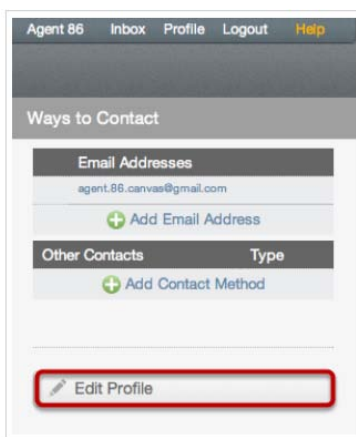 Agent 86 Inbox Profile Logout Help
Ways to Contact
Email Addresses
agent.86.canvas@gmail.com
Add Email Address
Other Contacts Type
Add Contact Method
Edit Profile